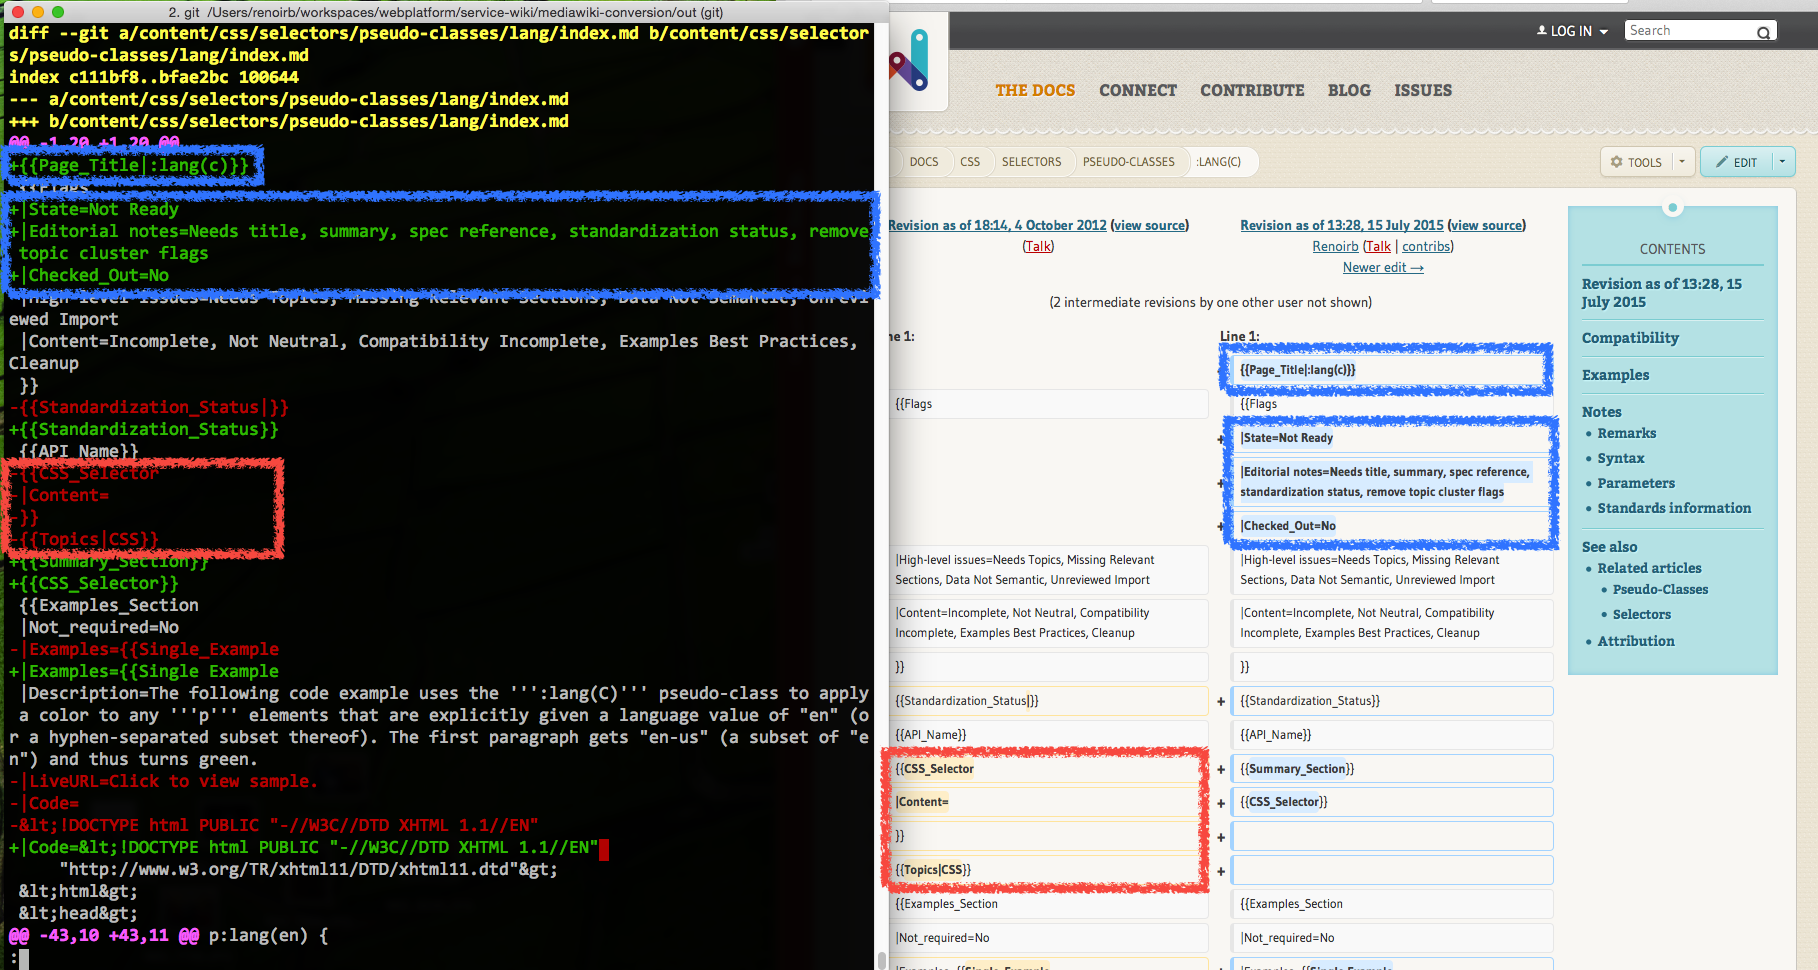 2. git  /Users/renoirb/workspaces/webplatform/service-wiki/mediawiki-conversion/out (git)
diff --git a/content/css/selectors/pseudo-classes/lang/index.md b/content/css/selector
s/pseudo-classes/lang/index.md
index c111bf8..bfae2bc 100644
--- a/content/css/selectors/pseudo-classes/lang/index.md
+++ b/content/css/selectors/pseudo-classes/lang/index.md
@@ -1,20 +1,20 @@
+{{Page_Title|:lang(c)}}
{{Flags
+|State=Not Ready
+|Editorial notes=Needs title, summary, spec reference, standardization status, remove
topic cluster flags
+|Checked_Out=No
|High-level issues=Needs Topics, Missing Relevant Sections, Data Not Semantic, Unrevi
ewed Import
|Content=Incomplete, Not Neutral, Compatibility Incomplete, Examples Best Practices,
Cleanup
}}
-{{Standardization_Status|}}
+{{Standardization_Status}}
{{API_Name}}
-{{CSS_Selector
-|Content=
-}}
-{{Topics|CSS}}
+{{Summary_Section}}
+{{CSS_Selector}}
{{Examples_Section
|Not_required=No
-|Examples={{Single_Example
+|Examples={{Single Example
|Description=The following code example uses the ''':lang(C)''' pseudo-class to apply
a color to any '''p''' elements that are explicitly given a language value of "en" (o
r a hyphen-separated subset thereof). The first paragraph gets "en-us" (a subset of "e
n") and thus turns green.
-|LiveURL=Click to view sample.
-|Code=
-&lt;!DOCTYPE html PUBLIC "-//W3C//DTD XHTML 1.1//EN"
+|Code=&lt;!DOCTYPE html PUBLIC "-//W3C//DTD XHTML 1.1//EN"
"http://www.w3.org/TR/xhtml11/DTD/xhtml11.dtd"&gt;
&lt;html&gt;
&lt;head&gt;
@@ -43,10 +43,11 @@ p:lang(en) {
:
LOG IN
Search
THE DOCS CONNECT CONTRIBUTE BLOG ISSUES
DOCS CSS SELECTORS PSEUDO-CLASSES :LANG(C)
TOOLS EDIT
Revision as of 18:14, 4 October 2012 (view source)
(Talk)
Revision as of 13:28, 15 July 2015 (view source)
Renoirb (Talk | contribs)
Newer edit →
(2 intermediate revisions by one other user not shown)
ne 1:
Line 1:
+ {{Page_Title|:lang(c)}}
{{Flags
{{Flags
+ |State=Not Ready
+ |Editorial notes=Needs title, summary, spec reference,
standardization status, remove topic cluster flags
+ |Checked_Out=No
|High-level issues=Needs Topics, Missing Relevant
Sections, Data Not Semantic, Unreviewed Import
|High-level issues=Needs Topics, Missing Relevant
Sections, Data Not Semantic, Unreviewed Import
|Content=Incomplete, Not Neutral, Compatibility
Incomplete, Examples Best Practices, Cleanup
|Content=Incomplete, Not Neutral, Compatibility
Incomplete, Examples Best Practices, Cleanup
}}
}}
{{Standardization_Status|}}
+ {{Standardization_Status}}
{{API_Name}}
{{API_Name}}
{{CSS_Selector
+ {{Summary_Section}}
|Content=
+ {{CSS_Selector}}
}}
+
{{Topics|CSS}}
+
{{Examples_Section
{{Examples_Section
|Not_required=No
|Not_required=No
|Examples={{Single_Example
+ |Examples={{Single Example
CONTENTS
Revision as of 13:28, 15
July 2015
Compatibility
Examples
Notes
• Remarks
• Syntax
• Parameters
• Standards information
See also
• Related articles
• Pseudo-Classes
• Selectors
• Attribution